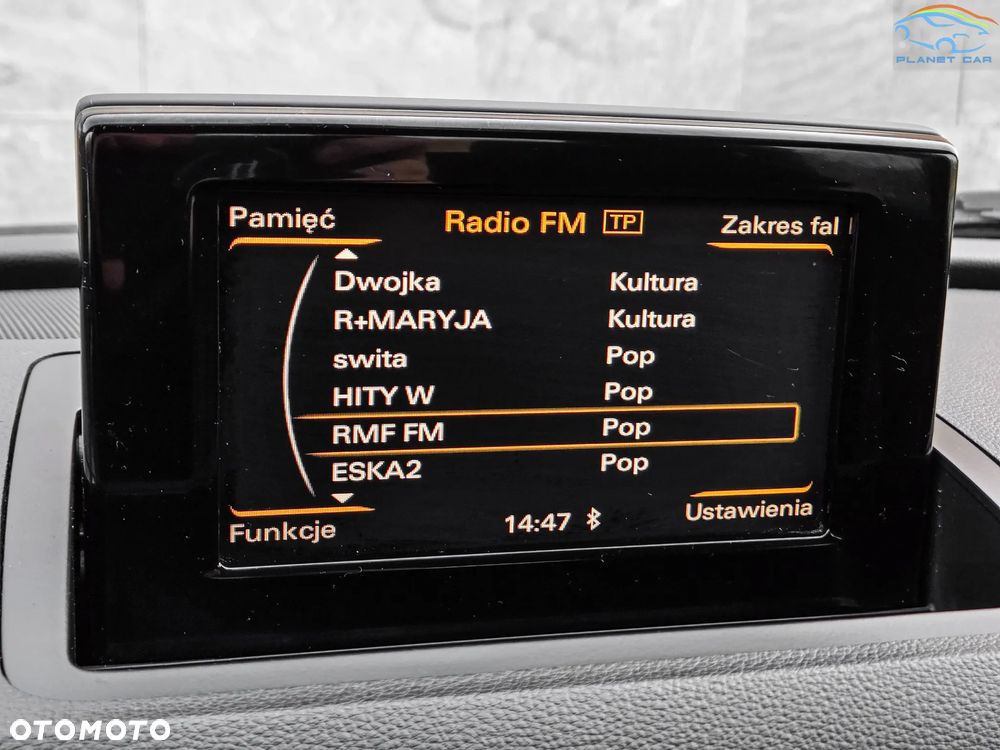 PLANET CAR
Pamięć Radio FM TP Zakres fal
Dwojka Kultura
R+MARYJA Kultura
swita Pop
HITY W Pop
RMF FM Pop
ESKA2 Pop
Funkcje 14:47 Ustawienia
OTOMOTO